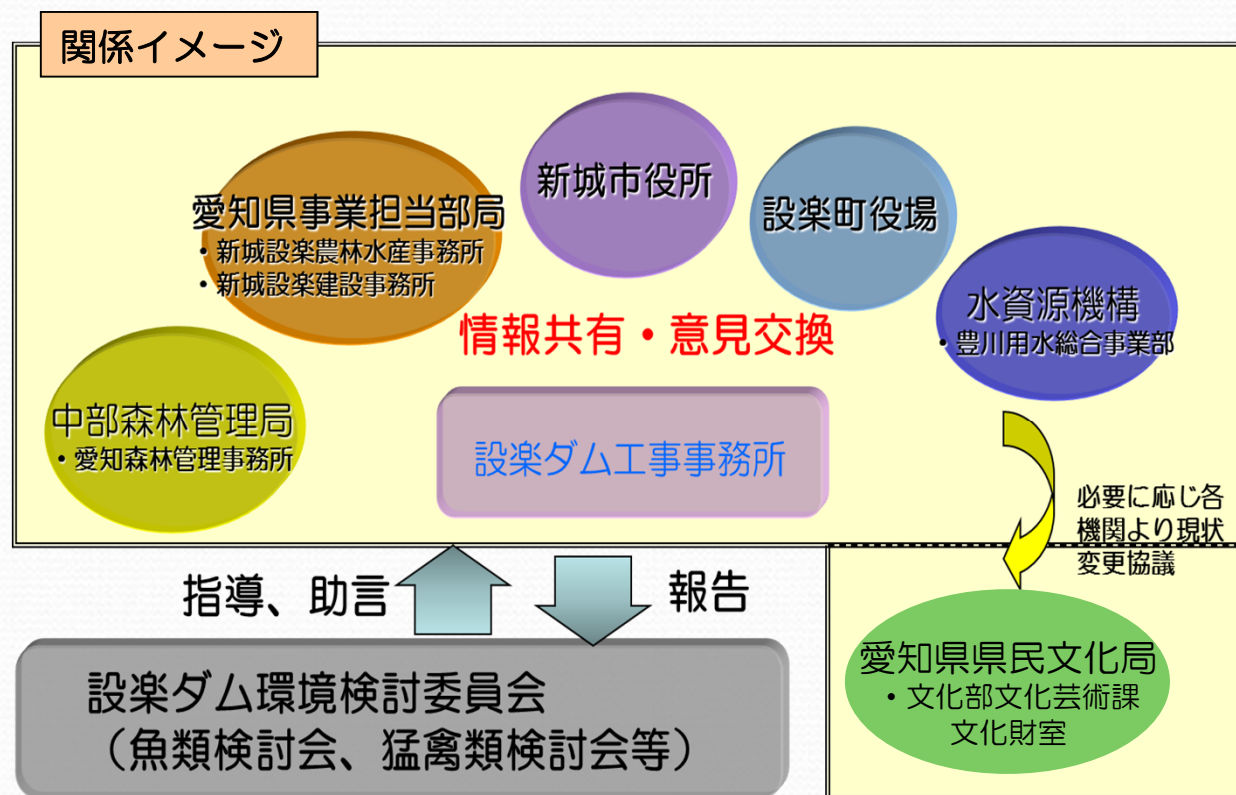 関係イメージ
新城市役所
愛知県事業担当部局
・新城設楽農林水産事務所
・新城設楽建設事務所
設楽町役場
水資源機構
・豊川用水総合事業部
情報共有・意見交換
中部森林管理局
・愛知森林管理事務所
設楽ダム工事事務所
必要に応じ各
機関より現状
変更協議
指導、助言
報告
愛知県県民文化局
・文化部文化芸術課
文化財室
設楽ダム環境検討委員会
（魚類検討会、猛禽類検討会等）